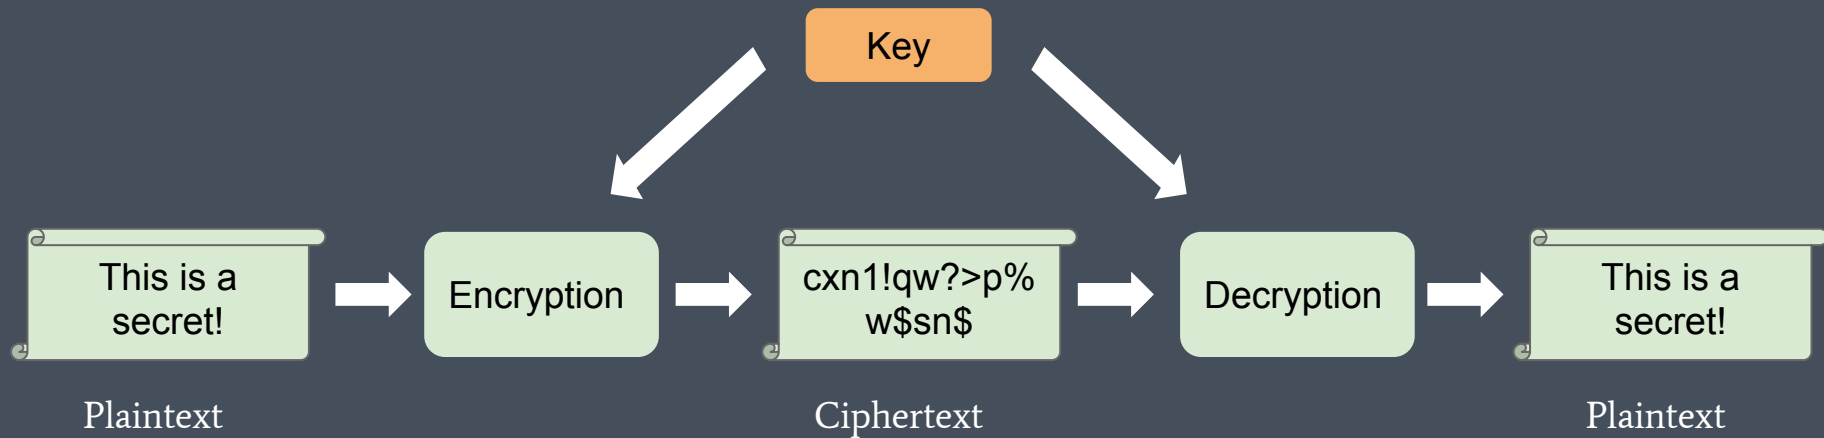 Key
This is a
secret!
Encryption
cxn1!qw?>p%
w$sn$
Decryption
This is a
secret!
Plaintext
Ciphertext
Plaintext